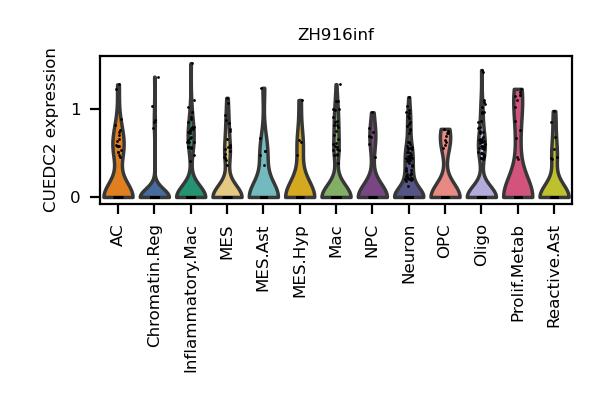 ZH916inf
CUEDC2 expression
1
0
AC
Chromatin.Reg
Inflammatory.Mac
MES
MES.Ast
MES.Hyp
Mac
NPC
Neuron
OPC
Oligo
Prolif.Metab
Reactive.Ast